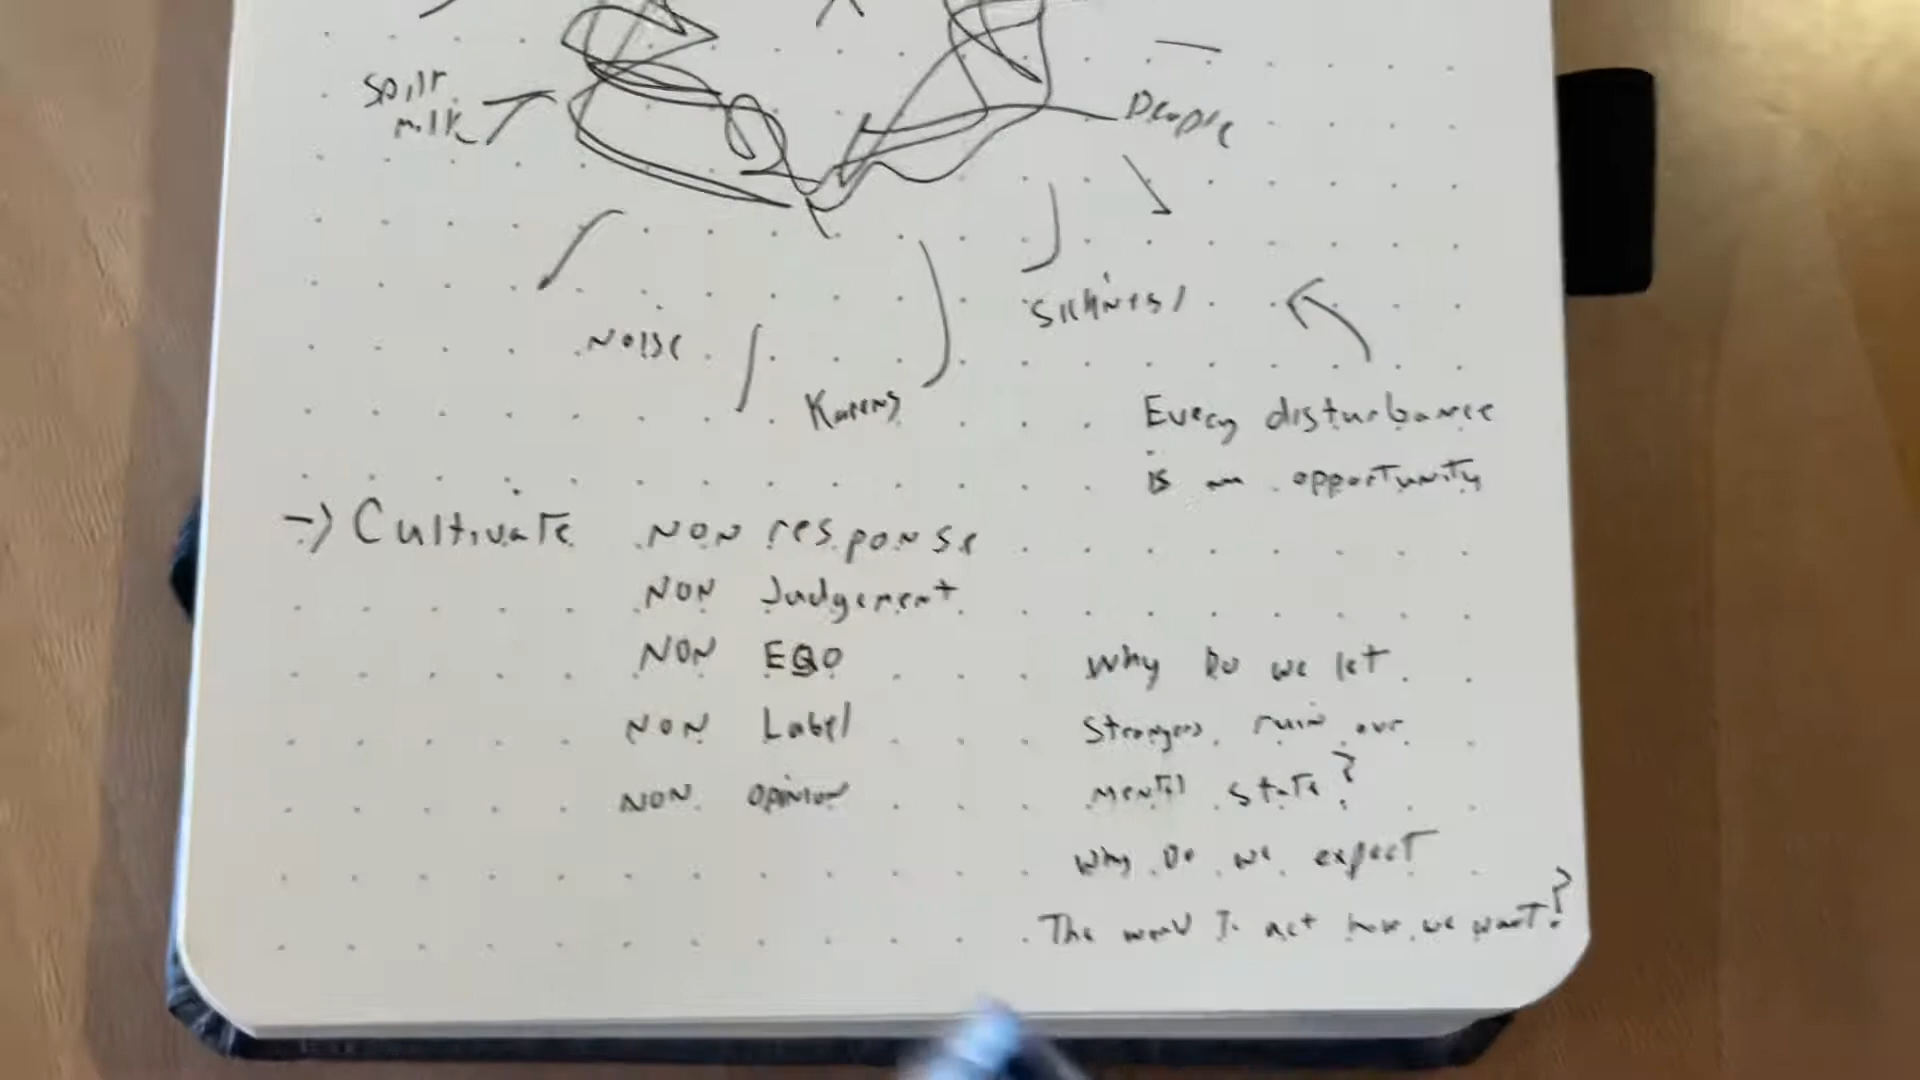 Spilt
milk
People
Sickness
Noise
Karens
Every disturbance
is an opportunity
-> Cultivate Non response
Non Judgement
Non EGO
Non Label
Non opinion
Why Do we let
Strangers ruin our
mental state?
Why Do we expect
The world To act how we want?